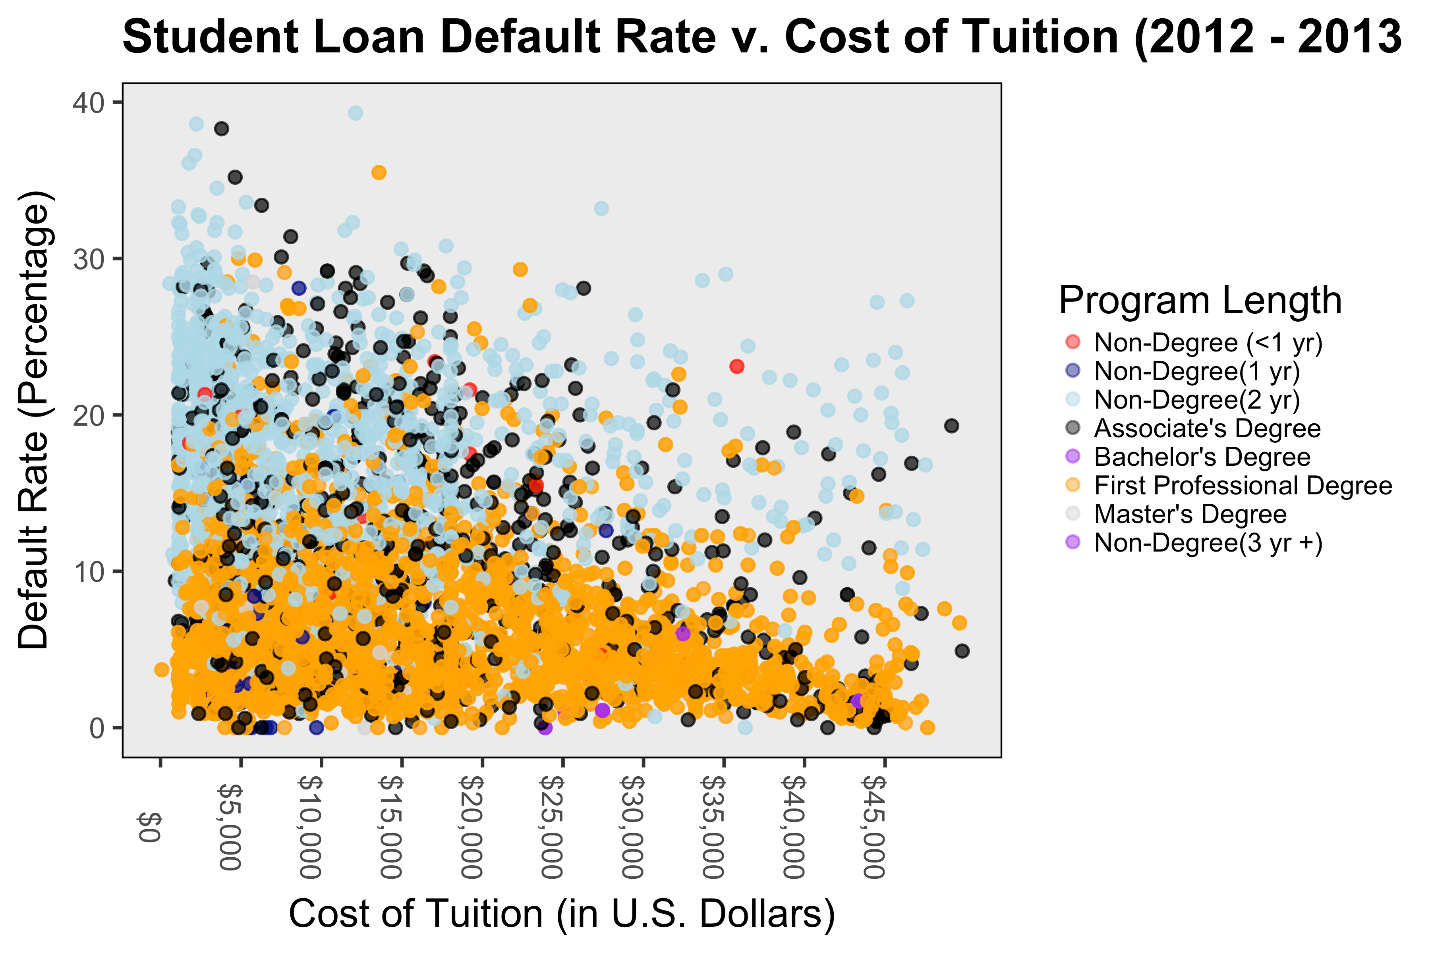 Student Loan Default Rate v. Cost of Tuition (2012 - 2013
Default Rate (Percentage)
40
30
20
10
0
$0
$5,000
$10,000
$15,000
$20,000
$25,000
$30,000
$35,000
$40,000
$45,000
Cost of Tuition (in U.S. Dollars)
Program Length
Non-Degree (<1 yr)
Non-Degree(1 yr)
Non-Degree(2 yr)
Associate's Degree
Bachelor's Degree
First Professional Degree
Master's Degree
Non-Degree(3 yr +)